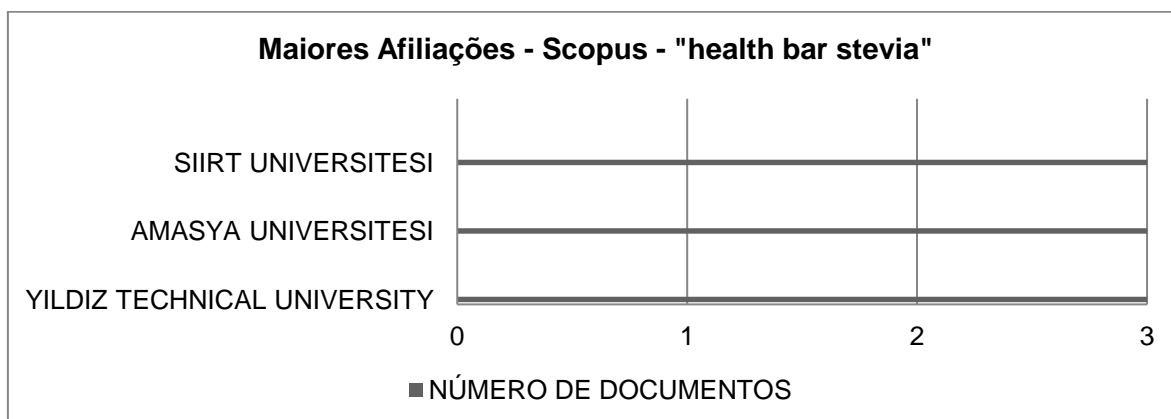 Maiores Afiliações - Scopus - "health bar stevia"
SIIRT UNIVERSITESI
AMASYA UNIVERSITESI
YILDIZ TECHNICAL UNIVERSITY
0 1 2 3
NÚMERO DE DOCUMENTOS